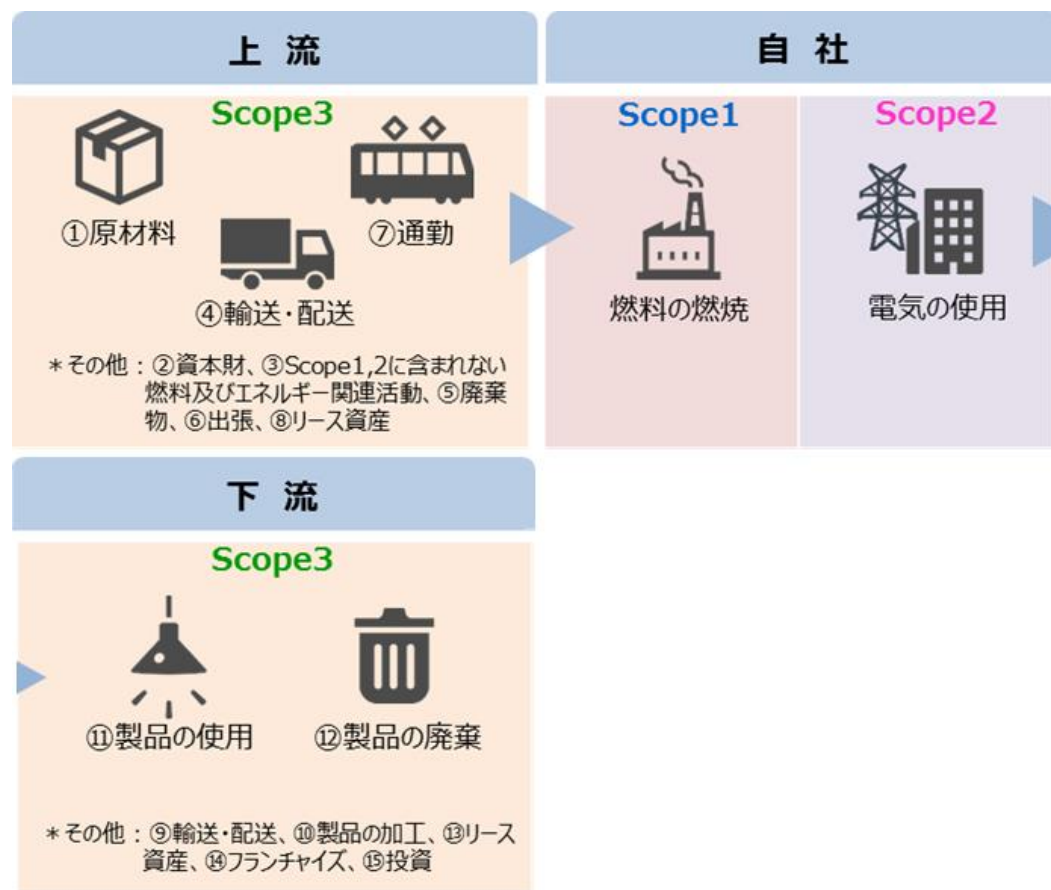 上 流
Scope3
①原材料
⑦通勤
④輸送・配送
＊その他：②資本財、③Scope1,2に含まれない
燃料及びエネルギー関連活動、⑤廃棄
物、⑥出張、⑧リース資産
自 社
Scope1
燃料の燃焼
Scope2
電気の使用
下 流
Scope3
⑪製品の使用
⑫製品の廃棄
＊その他：⑨輸送・配送、⑩製品の加工、⑬リース
資産、⑭フランチャイズ、⑮投資